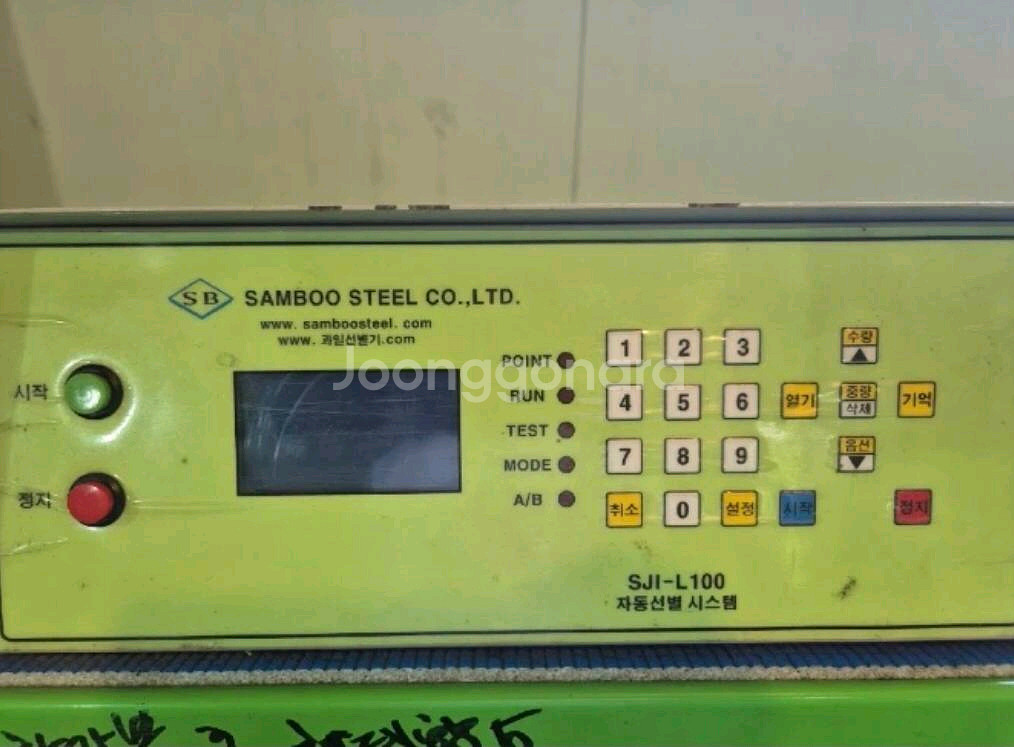 SB SAMBOO STEEL CO.,LTD.
www. samboosteel. com
www. 과일선별기.com
Joonggonara
시작
정지
POINT
RUN
TEST
MODE
A/B
1 2 3 수량
4 5 6 열기 중량 삭제 기억
7 8 9 옵션
취소 0 설정 시작 정지
SJI-L100
자동선별 시스템